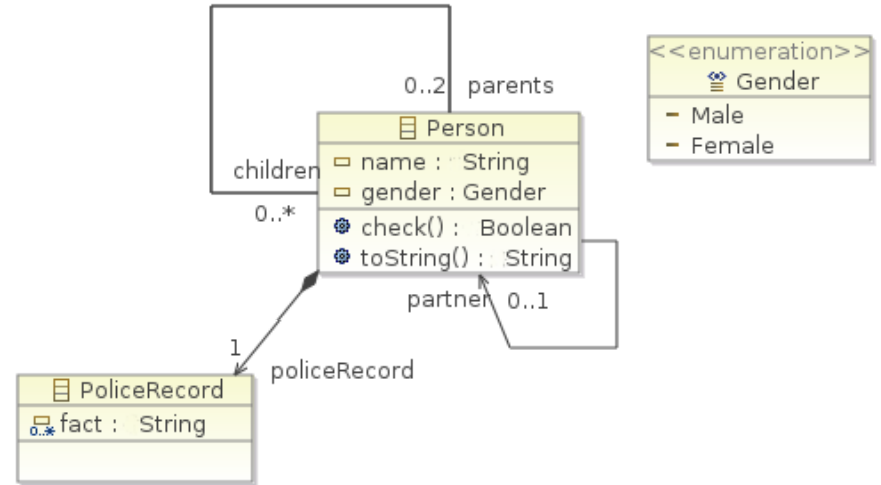 0..2 parents
<<enumeration>>
Gender
Male
Female
Person
name : String
gender : Gender
check() : Boolean
toString() : String
children
0..*
partner 0..1
1
policeRecord
PoliceRecord
0..* fact : String